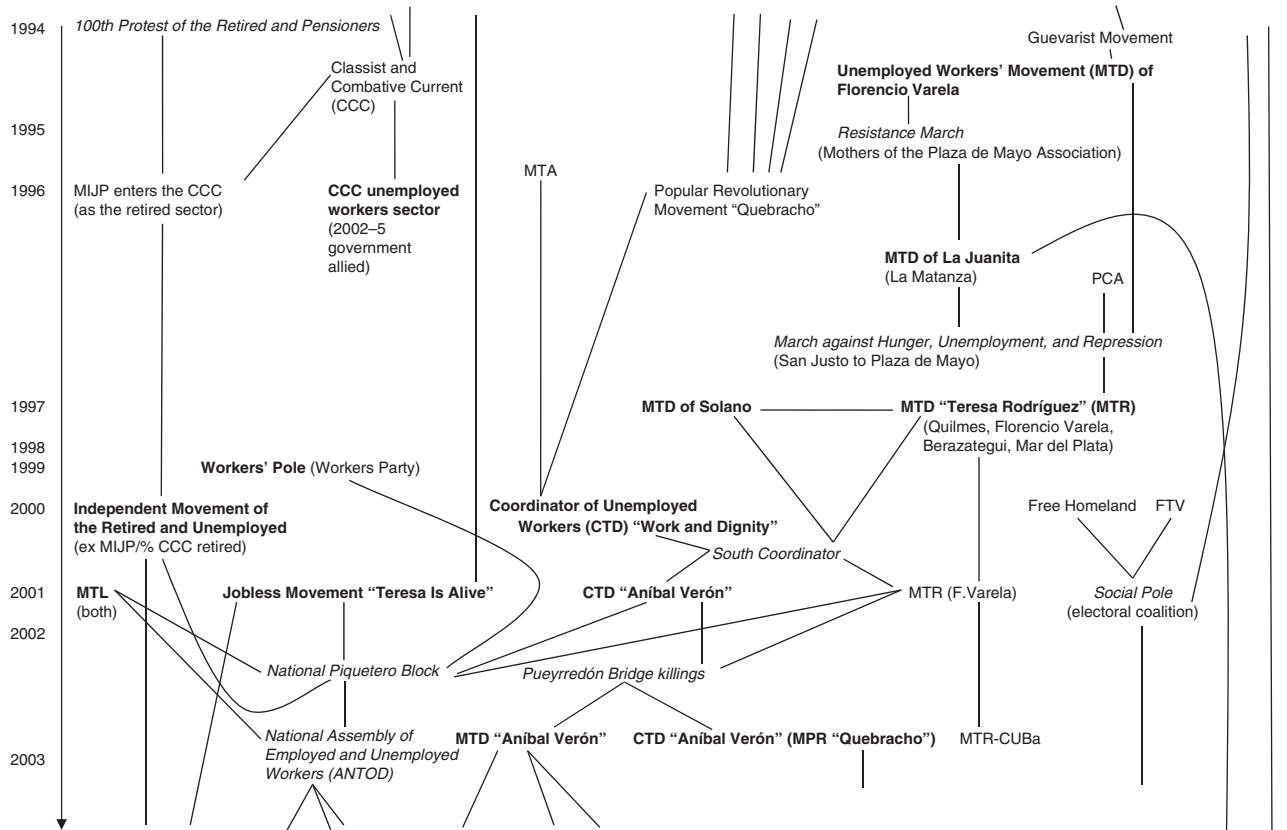 1994
100th Protest of the Retired and Pensioners
Guevarist Movement
Classist and
Combative Current
(CCC)
Unemployed Workers’ Movement (MTD) of
Florencio Varela
1995
Resistance March
(Mothers of the Plaza de Mayo Association)
MTA
1996
MIJP enters the CCC
(as the retired sector)
CCC unemployed
workers sector
(2002–5
government
allied)
Popular Revolutionary
Movement “Quebracho”
MTD of La Juanita
(La Matanza)
PCA
March against Hunger, Unemployment, and Repression
(San Justo to Plaza de Mayo)
1997
MTD of Solano
MTD “Teresa Rodríguez” (MTR)
(Quilmes, Florencio Varela,
Berazategui, Mar del Plata)
1998
1999
Workers’ Pole (Workers Party)
2000
Independent Movement of
the Retired and Unemployed
(ex MIJP/% CCC retired)
Coordinator of Unemployed
Workers (CTD) “Work and Dignity”
Free Homeland
FTV
South Coordinator
2001
MTL
(both)
Jobless Movement “Teresa Is Alive”
CTD “Aníbal Verón”
MTR (F.Varela)
Social Pole
(electoral coalition)
2002
National Piquetero Block
Pueyrredón Bridge killings
National Assembly of
Employed and Unemployed
Workers (ANTOD)
MTD “Aníbal Verón”
CTD “Aníbal Verón” (MPR “Quebracho”)
MTR-CUBa
2003